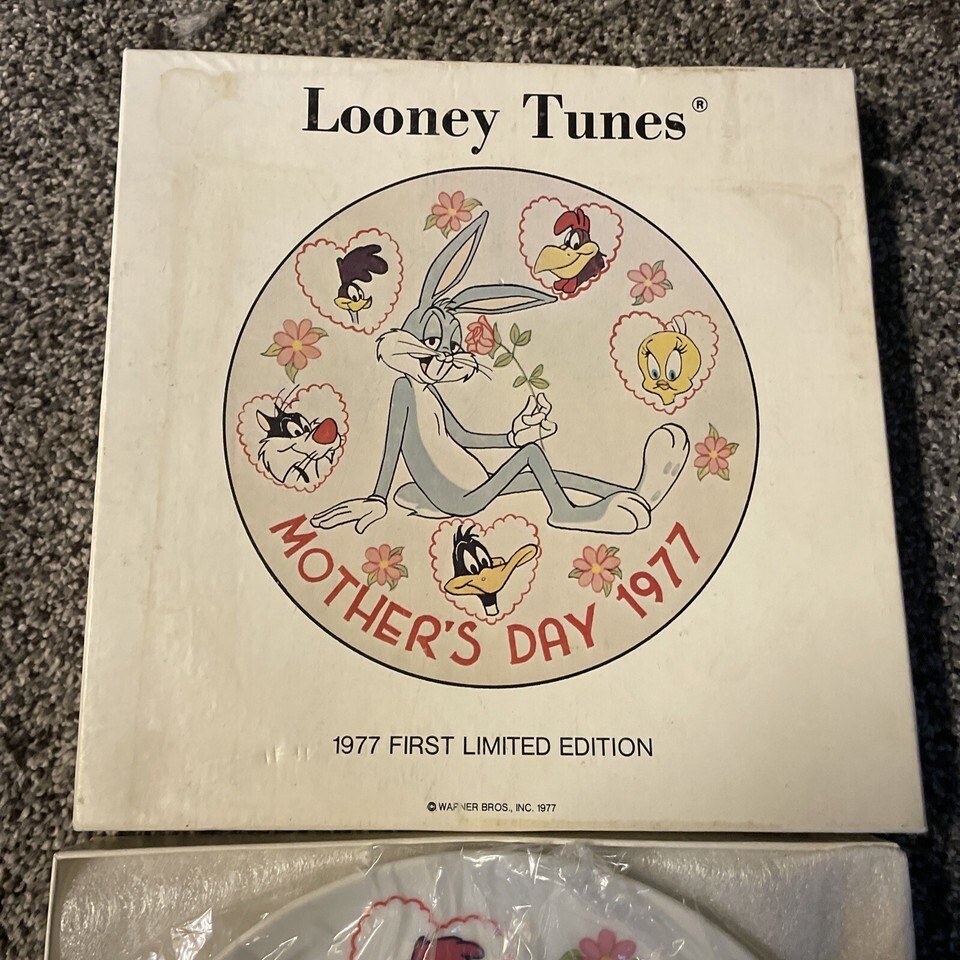 Looney Tunes®
MOTHER'S DAY 1977
1977 FIRST LIMITED EDITION
© WARNER BROS., INC. 1977